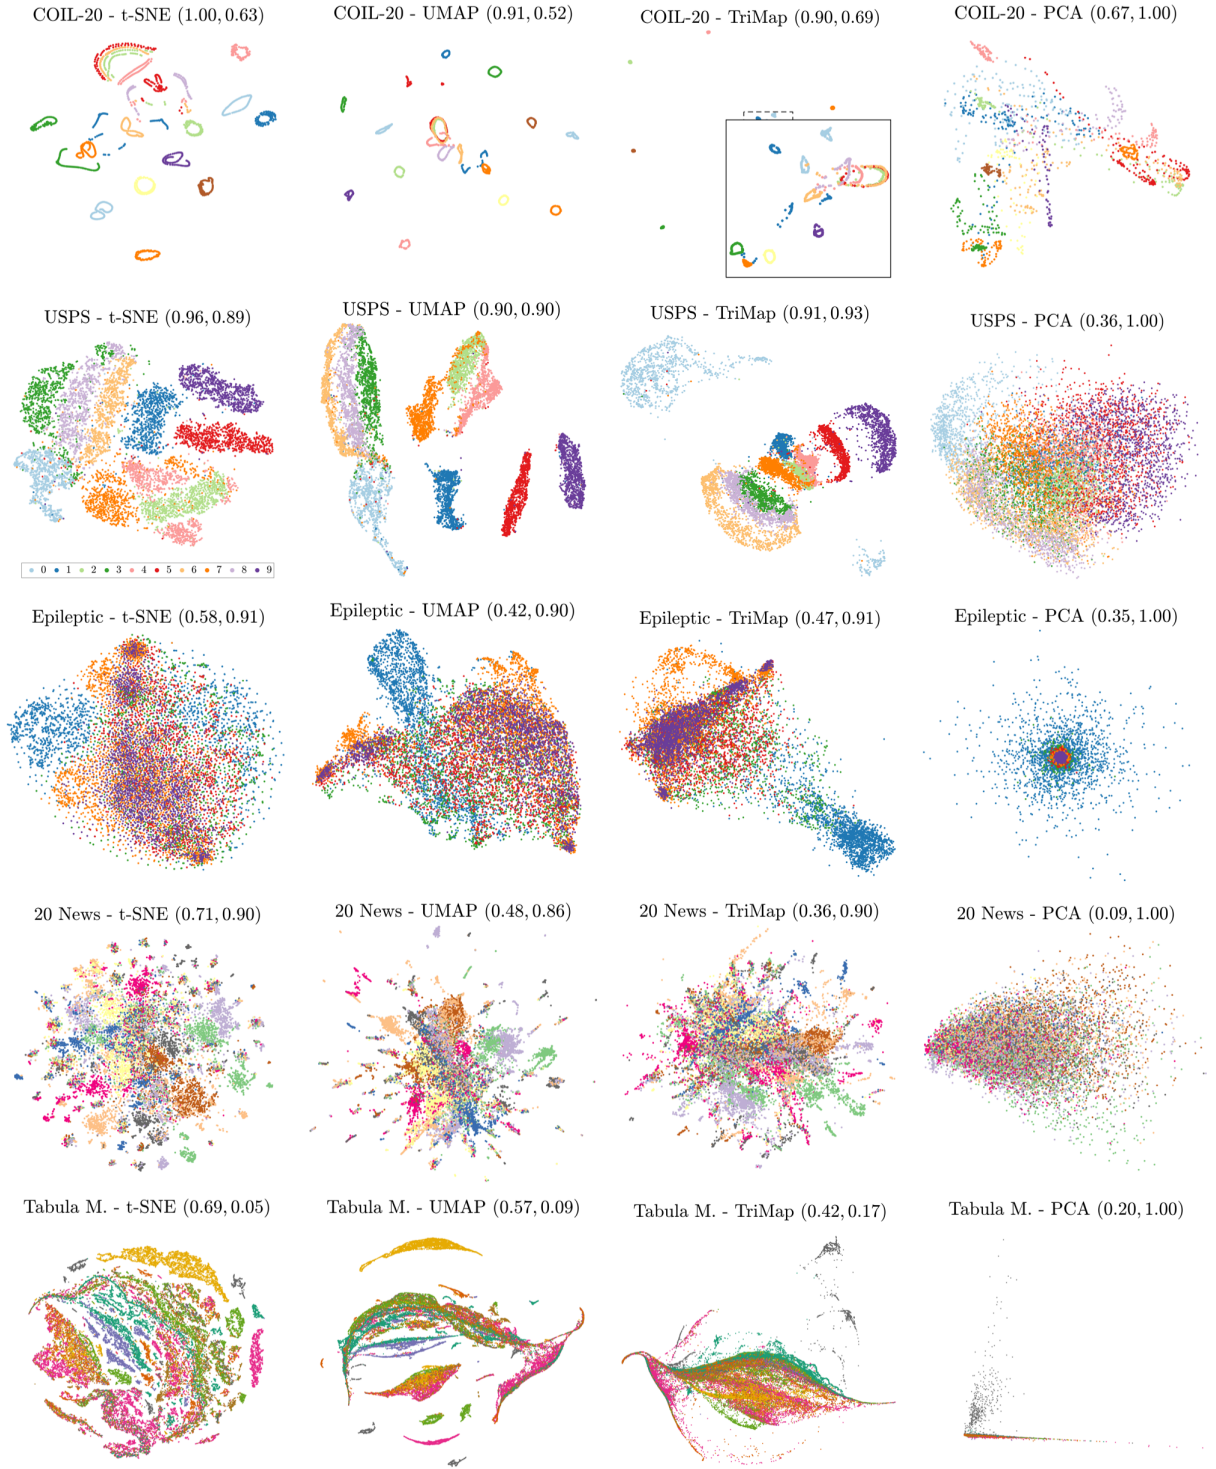 COIL-20 - t-SNE (1.00, 0.63)
COIL-20 - UMAP (0.91, 0.52)
COIL-20 - TriMap (0.90, 0.69)
COIL-20 - PCA (0.67, 1.00)
USPS - t-SNE (0.96, 0.89)
USPS - UMAP (0.90, 0.90)
USPS - TriMap (0.91, 0.93)
USPS - PCA (0.36, 1.00)
0 1 2 3 4 5 6 7 8 9
Epileptic - t-SNE (0.58, 0.91)
Epileptic - UMAP (0.42, 0.90)
Epileptic - TriMap (0.47, 0.91)
Epileptic - PCA (0.35, 1.00)
20 News - t-SNE (0.71, 0.90)
20 News - UMAP (0.48, 0.86)
20 News - TriMap (0.36, 0.90)
20 News - PCA (0.09, 1.00)
Tabula M. - t-SNE (0.69, 0.05)
Tabula M. - UMAP (0.57, 0.09)
Tabula M. - TriMap (0.42, 0.17)
Tabula M. - PCA (0.20, 1.00)